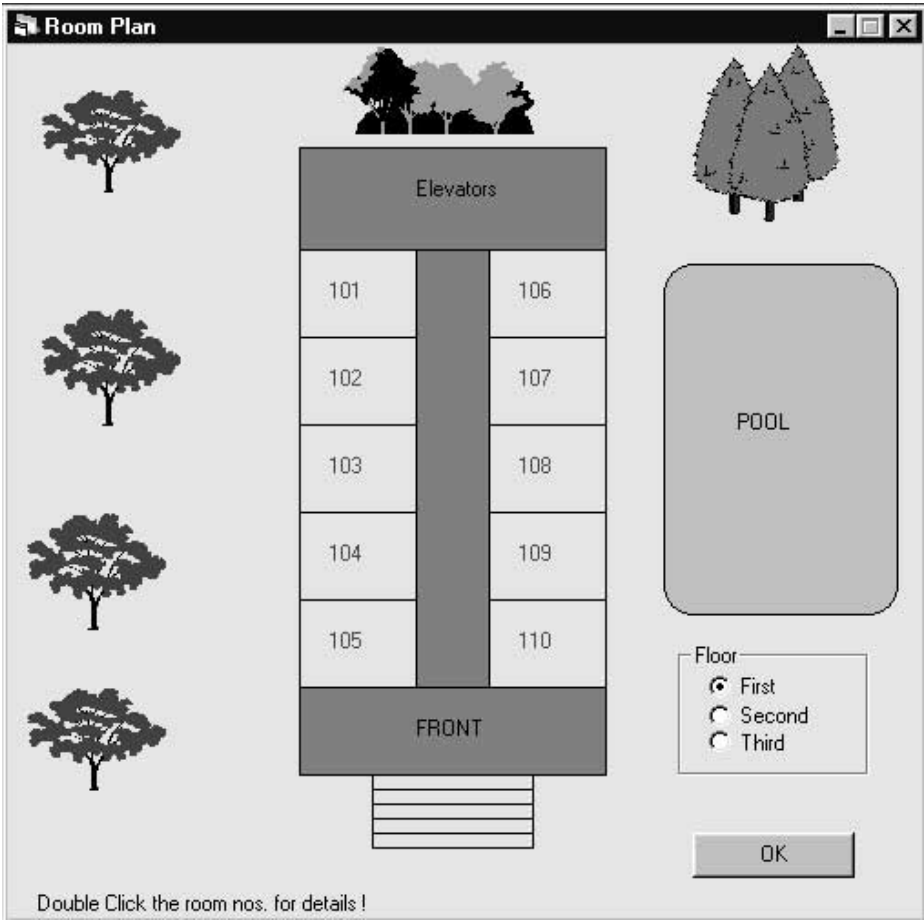 Room Plan
Elevators
101 106
102 107
103 108
104 109
105 110
POOL
FRONT
Floor
First
Second
Third
OK
Double Click the room nos. for details !